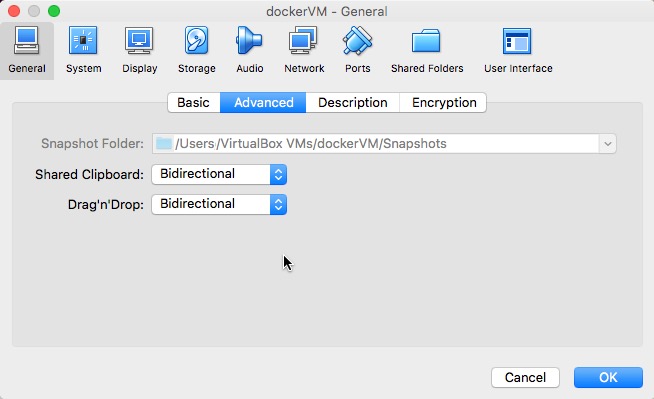 dockerVM - General
General System Display Storage Audio Network Ports Shared Folders User Interface
Basic Advanced Description Encryption
Snapshot Folder: /Users/VirtualBox VMs/dockerVM/Snapshots
Shared Clipboard: Bidirectional
Drag'n'Drop: Bidirectional
Cancel OK